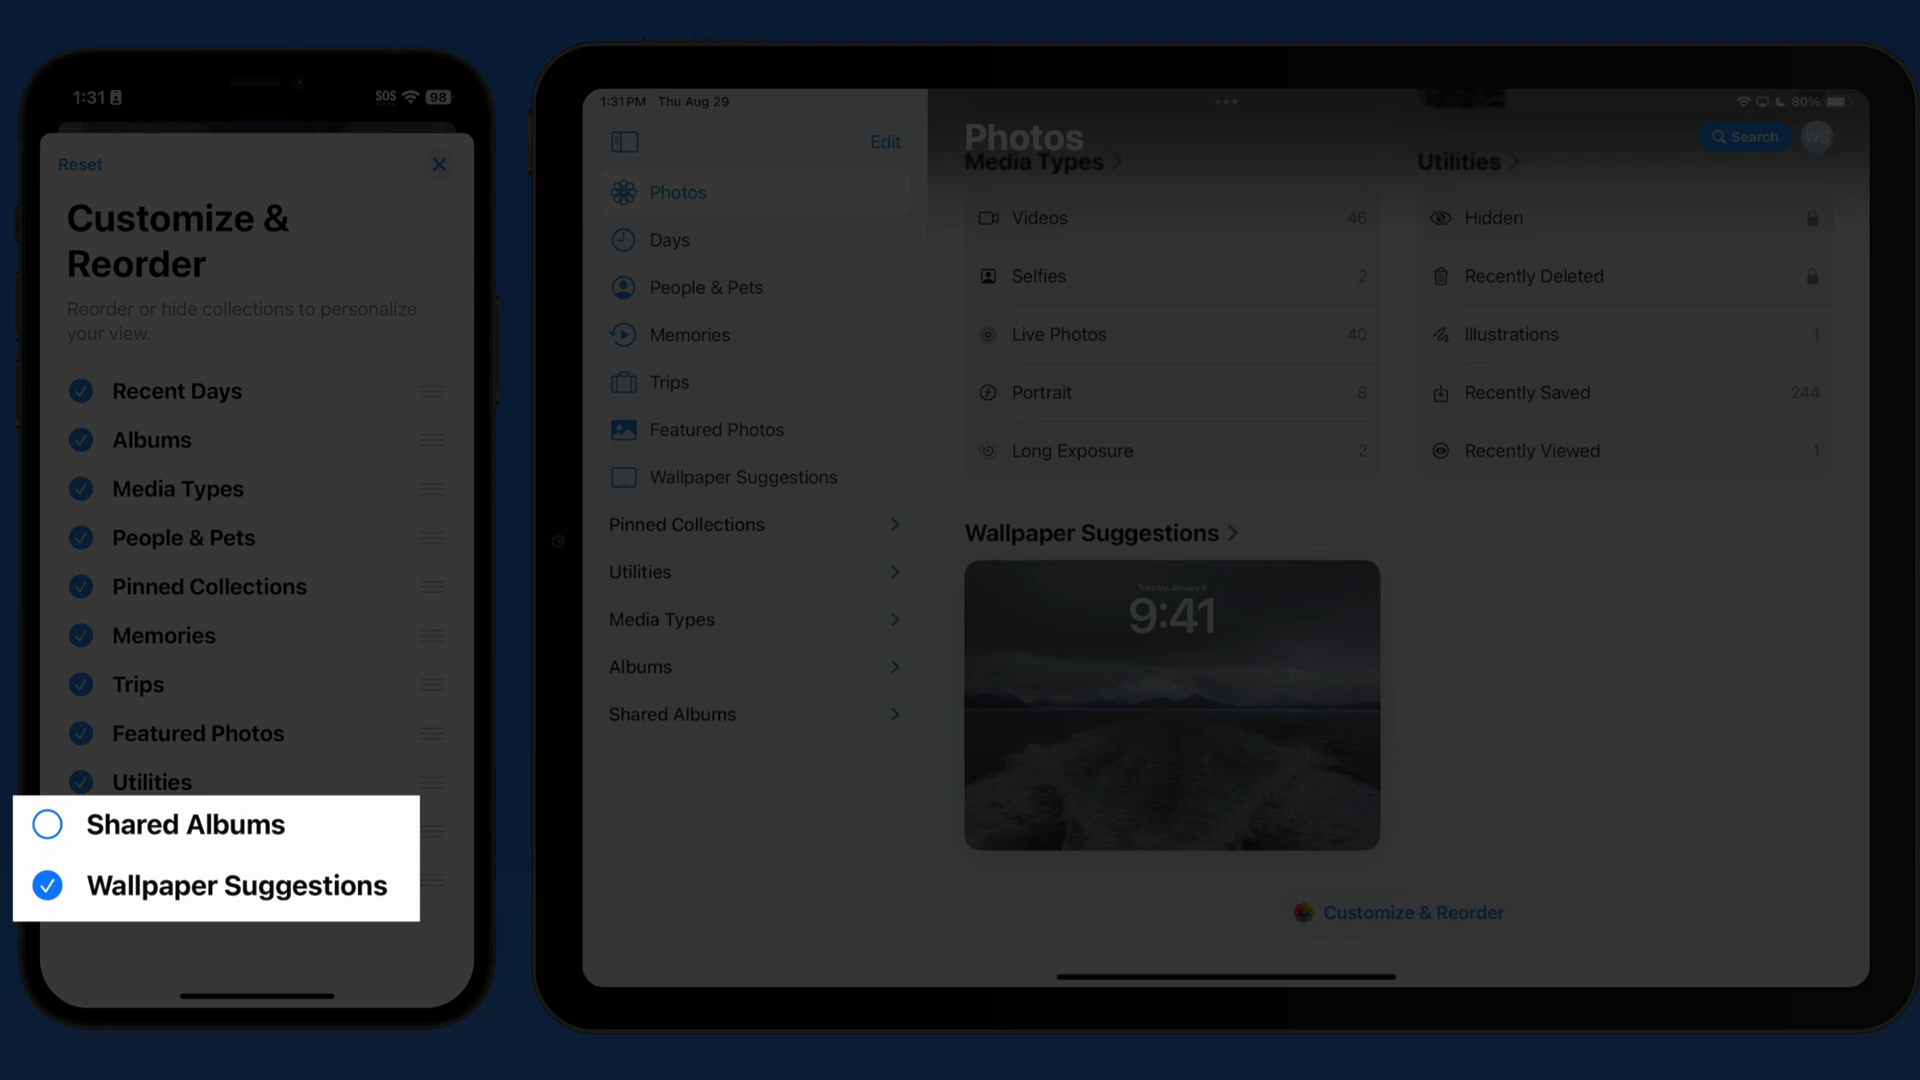 1:31
SOS
98
Reset
Customize &
Reorder
Reorder or hide collections to personalize
your view.
Recent Days
Albums
Media Types
People & Pets
Pinned Collections
Memories
Trips
Featured Photos
Utilities
Shared Albums
Wallpaper Suggestions
1:31 PM Thu Aug 29
80%
Edit
Photos
Days
People & Pets
Memories
Trips
Featured Photos
Wallpaper Suggestions
Pinned Collections
Utilities
Media Types
Albums
Shared Albums
Photos
Search
WS
Media Types
Videos 46
Selfies 2
Live Photos 40
Portrait 8
Long Exposure 2
Utilities
Hidden
Recently Deleted
Illustrations 1
Recently Saved 244
Recently Viewed 1
Wallpaper Suggestions
Tuesday, January 9
9:41
Customize & Reorder